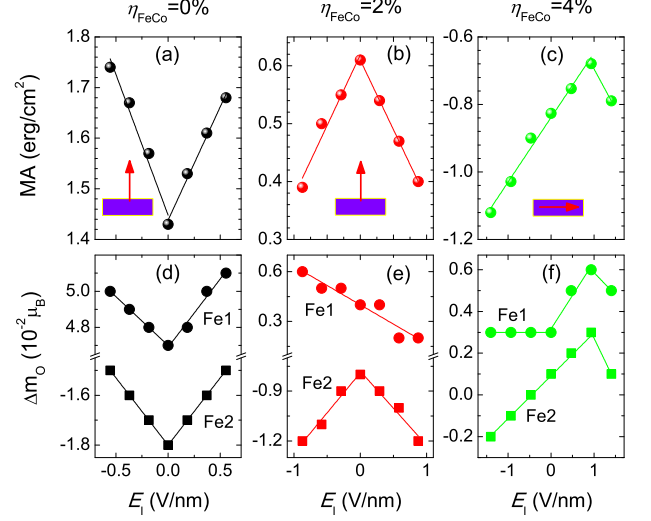 η_FeCo=0% η_FeCo=2% η_FeCo=4%
MA (erg/cm²)
1.8
1.7
1.6
1.5
1.4
(a)
0.6
0.5
0.4
0.3
(b)
-0.6
-0.8
-1.0
-1.2
(c)
Δm_O (10⁻² μ_B)
5.0
4.8
-1.6
-1.8
(d)
Fe1
Fe2
0.6
0.3
-0.9
-1.2
(e)
Fe1
Fe2
0.6
0.3
0.0
-0.2
(f)
Fe1
Fe2
-0.5 0.0 0.5
-1 0 1
-1 0 1
E_I (V/nm) E_I (V/nm) E_I (V/nm)